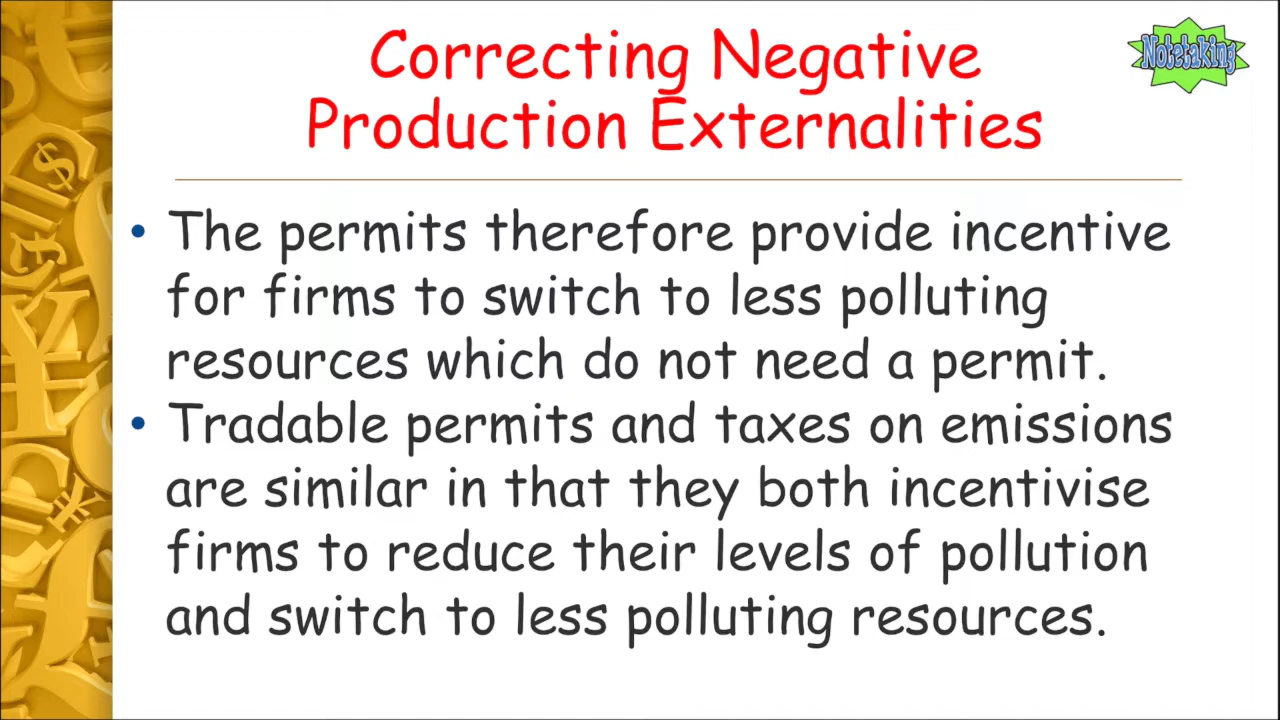 Correcting Negative
Production Externalities
Notetaking
• The permits therefore provide incentive
for firms to switch to less polluting
resources which do not need a permit.
• Tradable permits and taxes on emissions
are similar in that they both incentivise
firms to reduce their levels of pollution
and switch to less polluting resources.